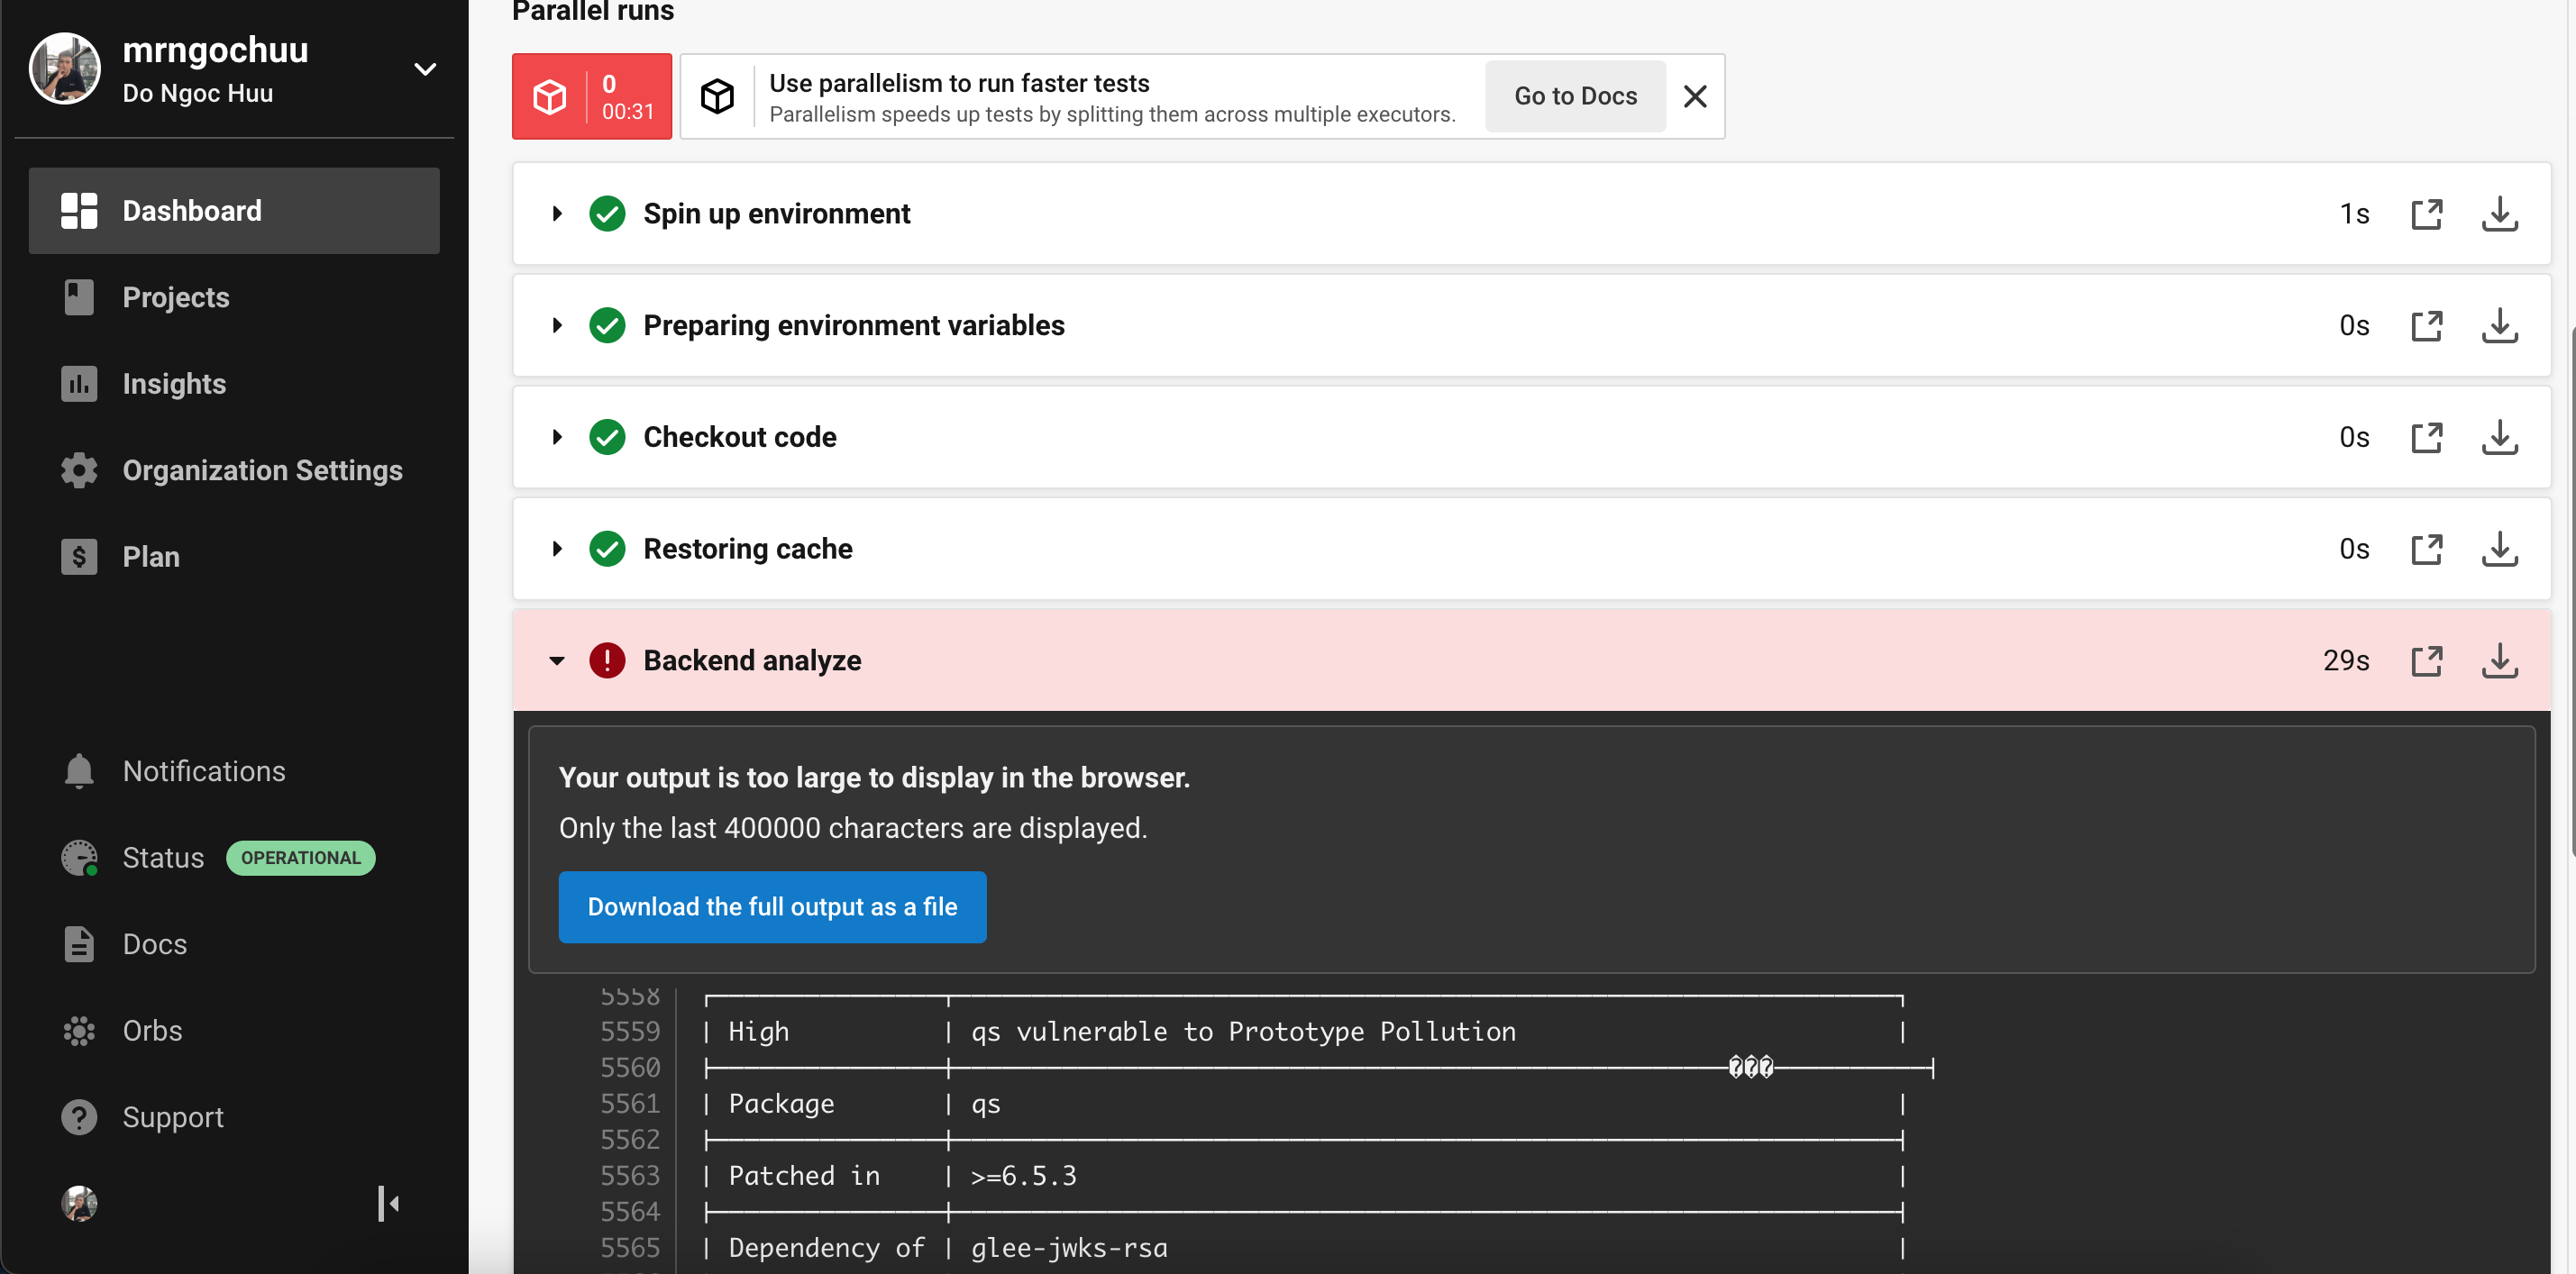 mrngochuu
Do Ngoc Huu
Dashboard
Projects
Insights
Organization Settings
Plan
Notifications
Status OPERATIONAL
Docs
Orbs
Support
Parallel runs
0
00:31
Use parallelism to run faster tests
Parallelism speeds up tests by splitting them across multiple executors.
Go to Docs
Spin up environment 1s
Preparing environment variables 0s
Checkout code 0s
Restoring cache 0s
Backend analyze 29s
Your output is too large to display in the browser.
Only the last 400000 characters are displayed.
Download the full output as a file
5558
5559 | High | qs vulnerable to Prototype Pollution |
5560 ���
5561 | Package | qs |
5562
5563 | Patched in | >=6.5.3 |
5564
5565 | Dependency of | glee-jwks-rsa |